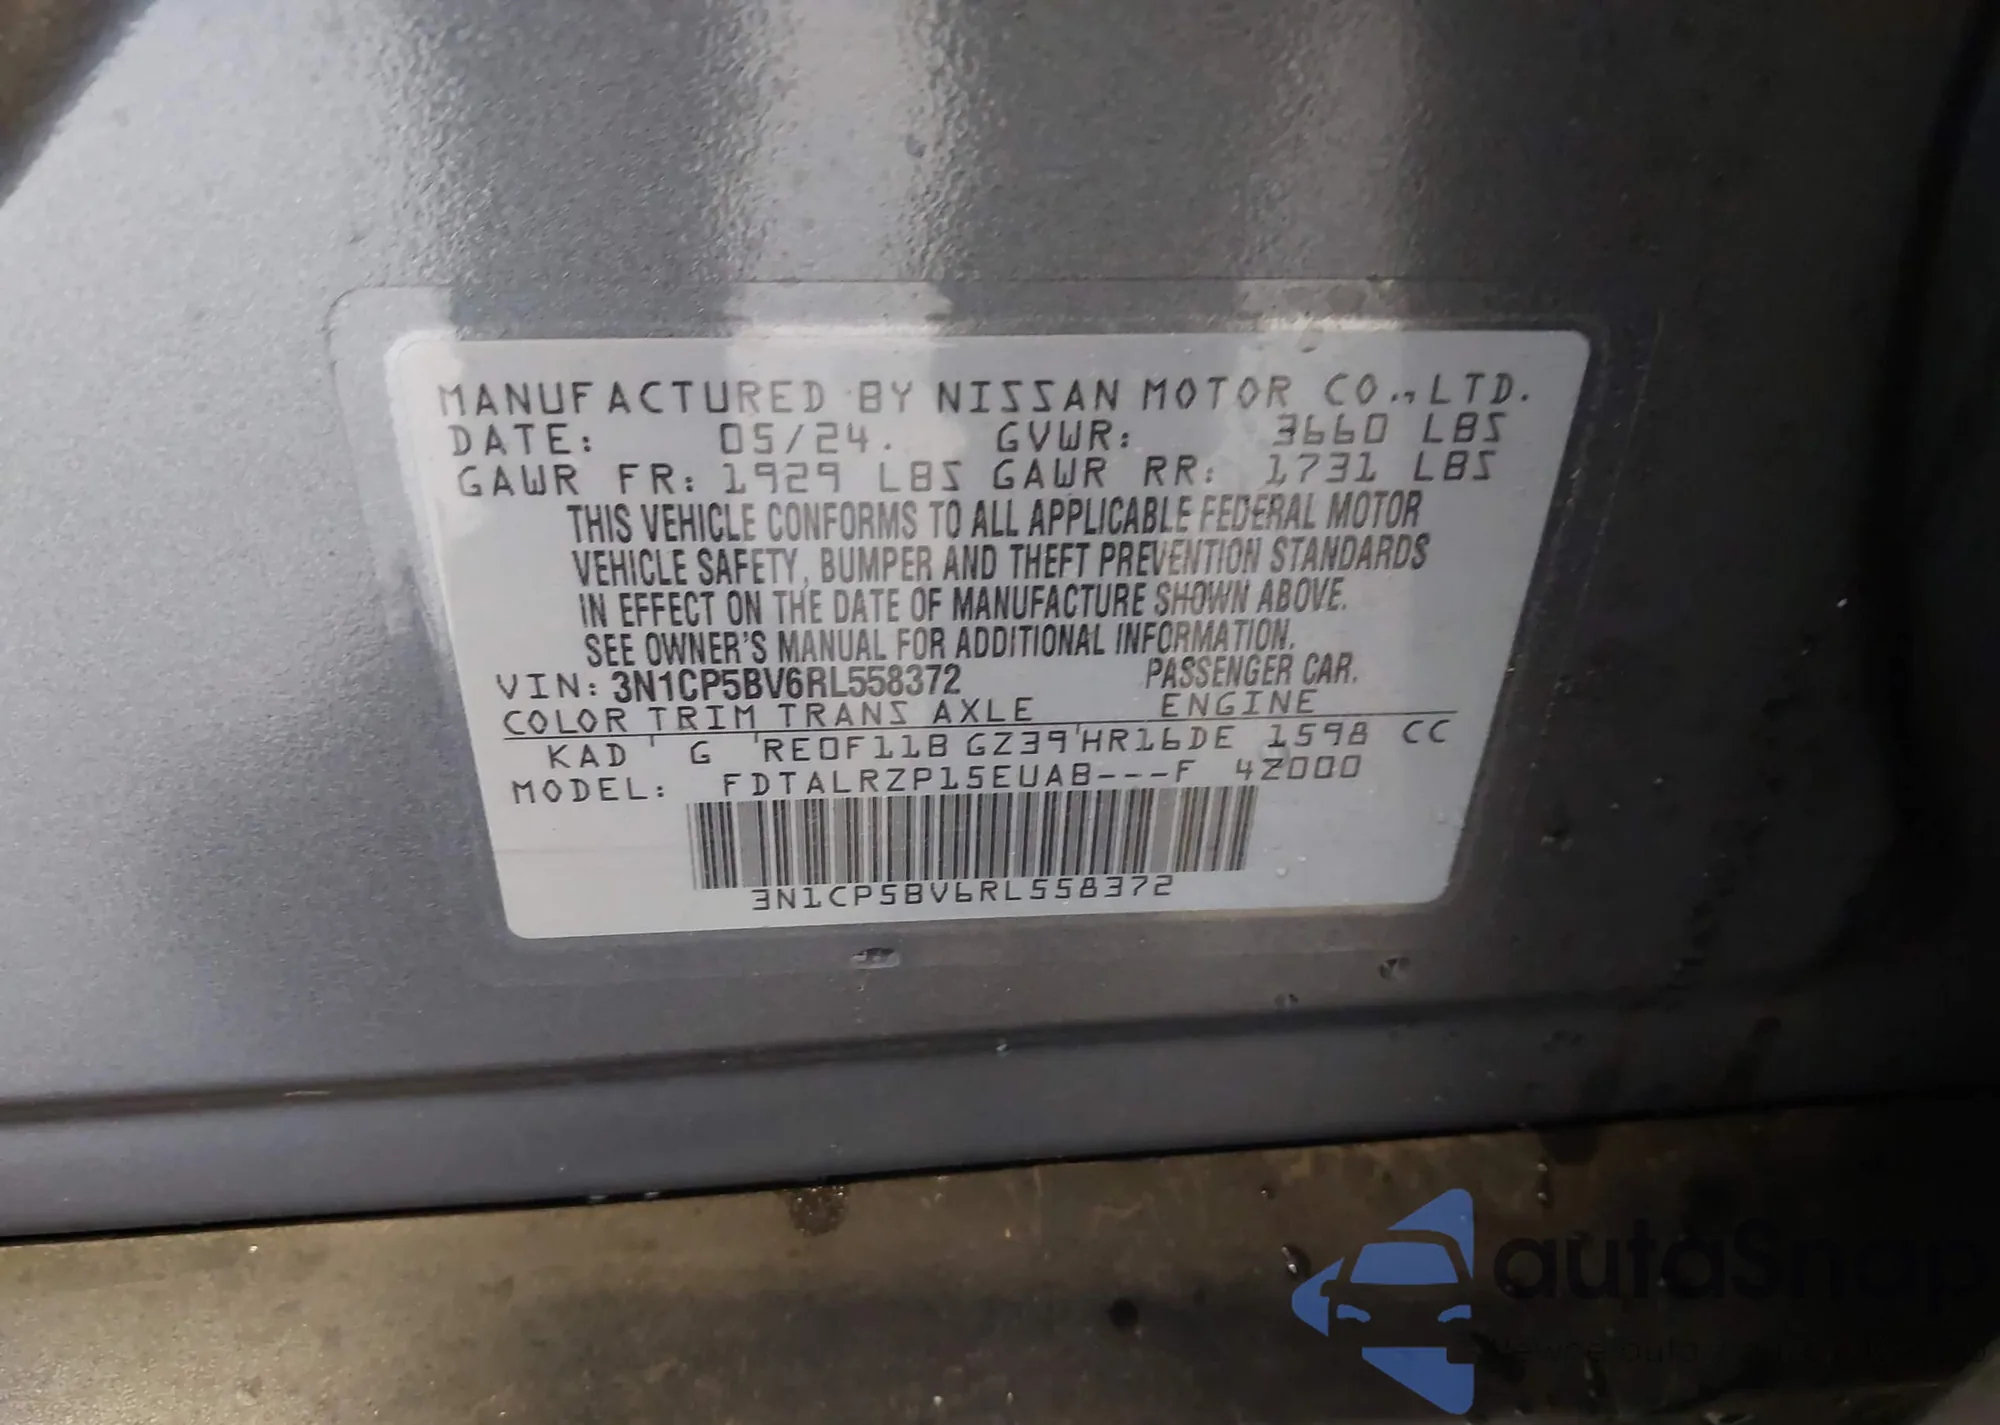 MANUFACTURED BY NISSAN MOTOR CO., LTD.
DATE: 05/24. GVWR: 3660 LBS
GAWR FR: 1929 LBS GAWR RR: 1731 LBS
THIS VEHICLE CONFORMS TO ALL APPLICABLE FEDERAL MOTOR
VEHICLE SAFETY, BUMPER AND THEFT PREVENTION STANDARDS
IN EFFECT ON THE DATE OF MANUFACTURE SHOWN ABOVE.
SEE OWNER'S MANUAL FOR ADDITIONAL INFORMATION.
VIN: 3N1CP5BV6RL558372 PASSENGER CAR.
COLOR TRIM TRANS AXLE ENGINE
KAD G RE0F11B GZ39 HR16DE 1598 CC
MODEL: FDTALRZP15EUAB---F 42000
3N1CP5BV6RL558372
autaSnap